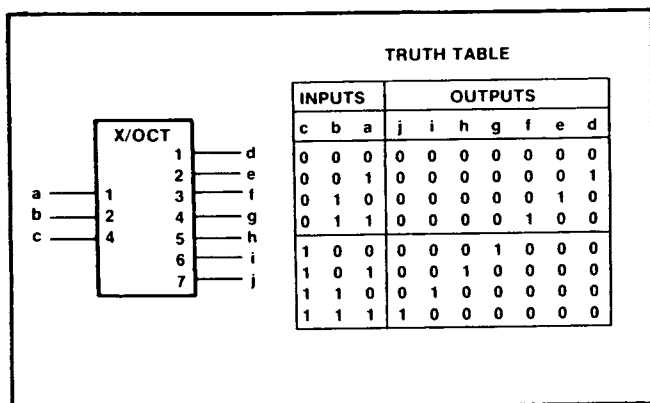 TRUTH TABLE
INPUTS OUTPUTS
c b a j i h g f e d
0 0 0 0 0 0 0 0 0 0
0 0 1 0 0 0 0 0 0 1
0 1 0 0 0 0 0 0 1 0
0 1 1 0 0 0 0 1 0 0
1 0 0 0 0 0 1 0 0 0
1 0 1 0 0 1 0 0 0 0
1 1 0 0 1 0 0 0 0 0
1 1 1 1 0 0 0 0 0 0
X/OCT
1 d
2 e
a 1 3 f
b 2 4 g
c 4 5 h
6 i
7 j